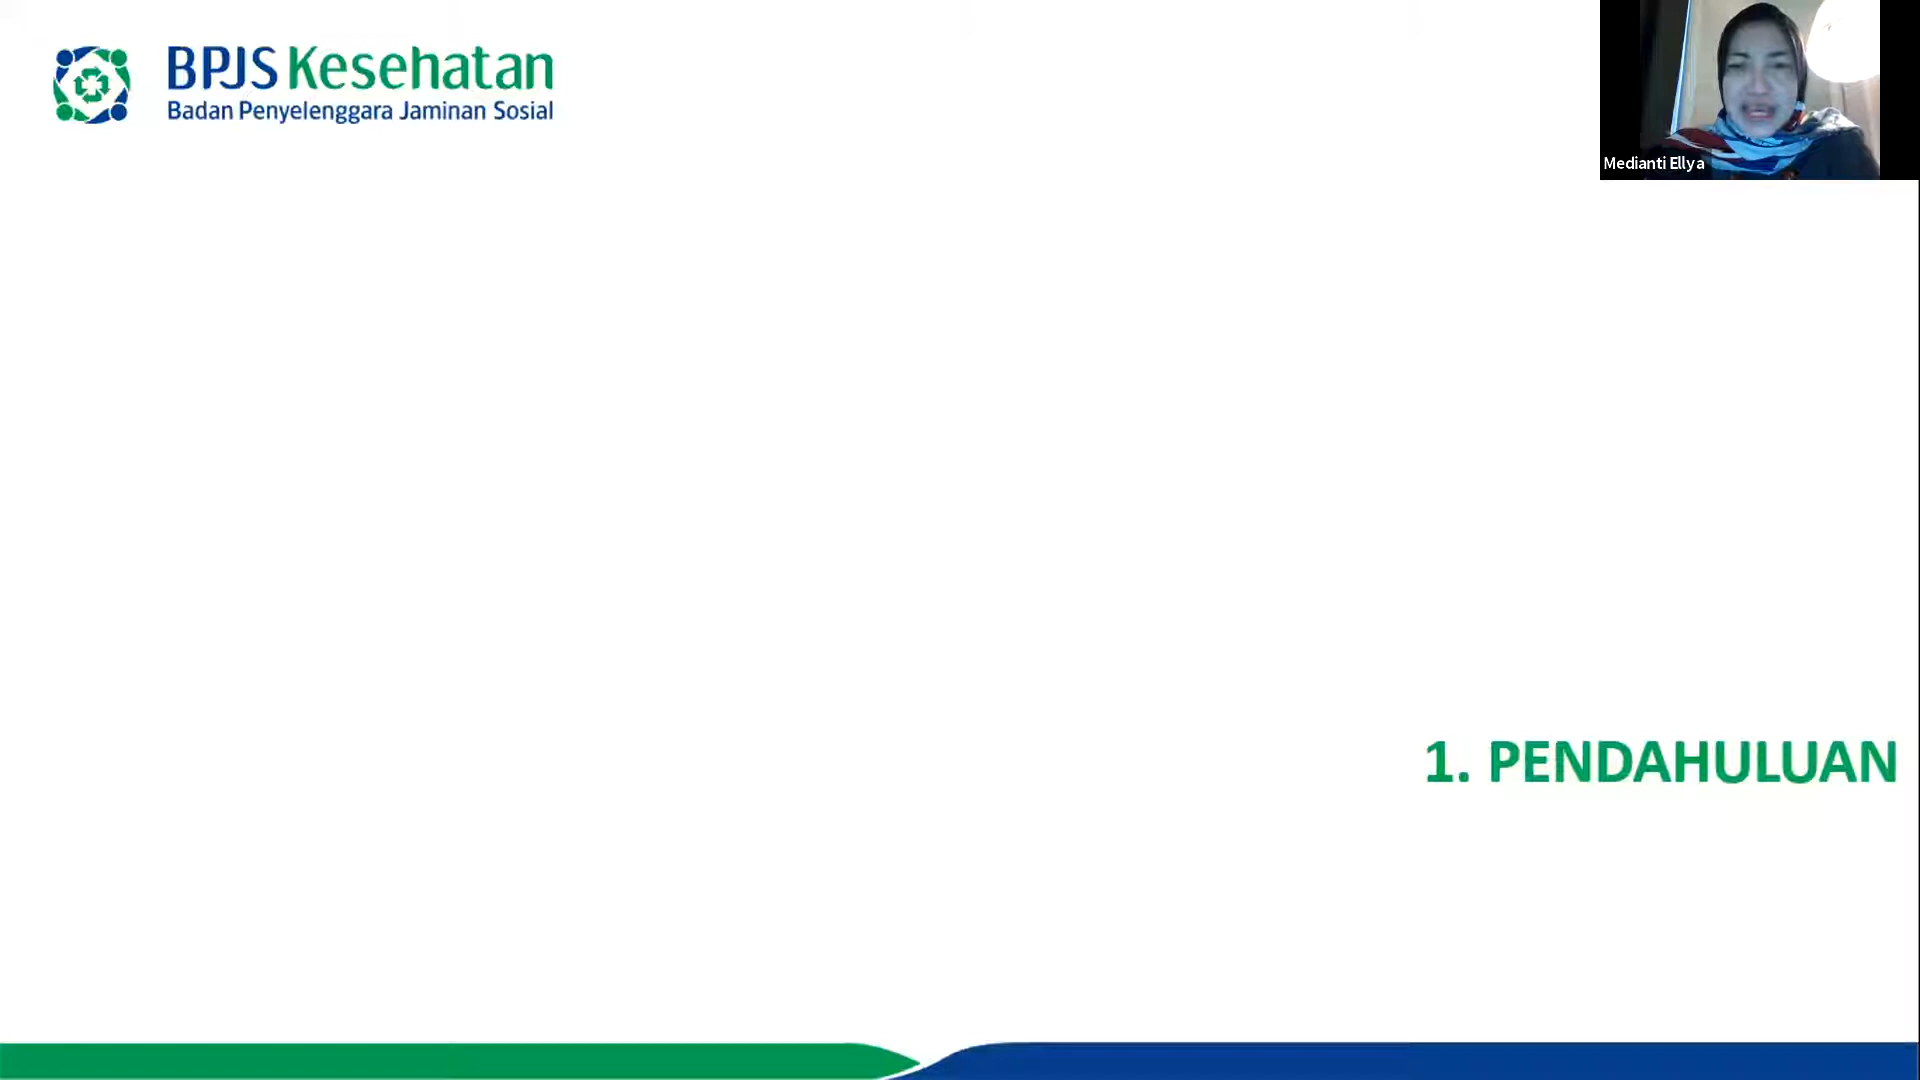 BPJS Kesehatan
Badan Penyelenggara Jaminan Sosial
Medianti Ellya
1. PENDAHULUAN